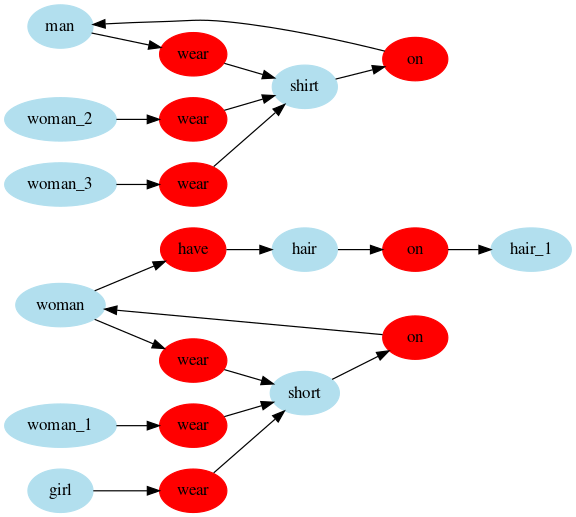 man
wear
on
shirt
woman_2
wear
woman_3
wear
have
hair
on
hair_1
woman
on
wear
short
woman_1
wear
girl
wear